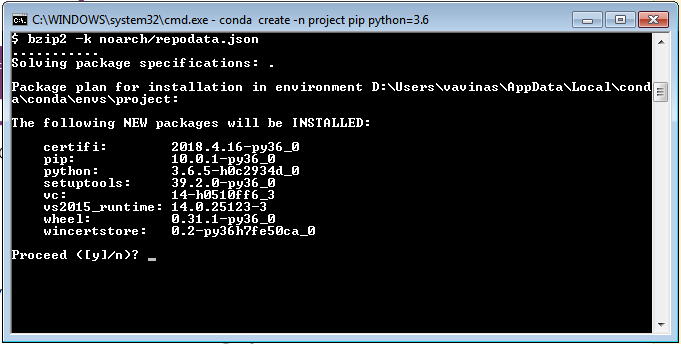 C:\WINDOWS\system32\cmd.exe - conda create -n project pip python=3.6
$ bzip2 -k noarch/repodata.json
..........
Solving package specifications: .
Package plan for installation in environment D:\Users\vavinas\AppData\Local\cond
a\conda\envs\project:
The following NEW packages will be INSTALLED:
certifi: 2018.4.16-py36_0
pip: 10.0.1-py36_0
python: 3.6.5-h0c2934d_0
setuptools: 39.2.0-py36_0
vc: 14-h0510ff6_3
vs2015_runtime: 14.0.25123-3
wheel: 0.31.1-py36_0
wincertstore: 0.2-py36h7fe50ca_0
Proceed ([y]/n)? _